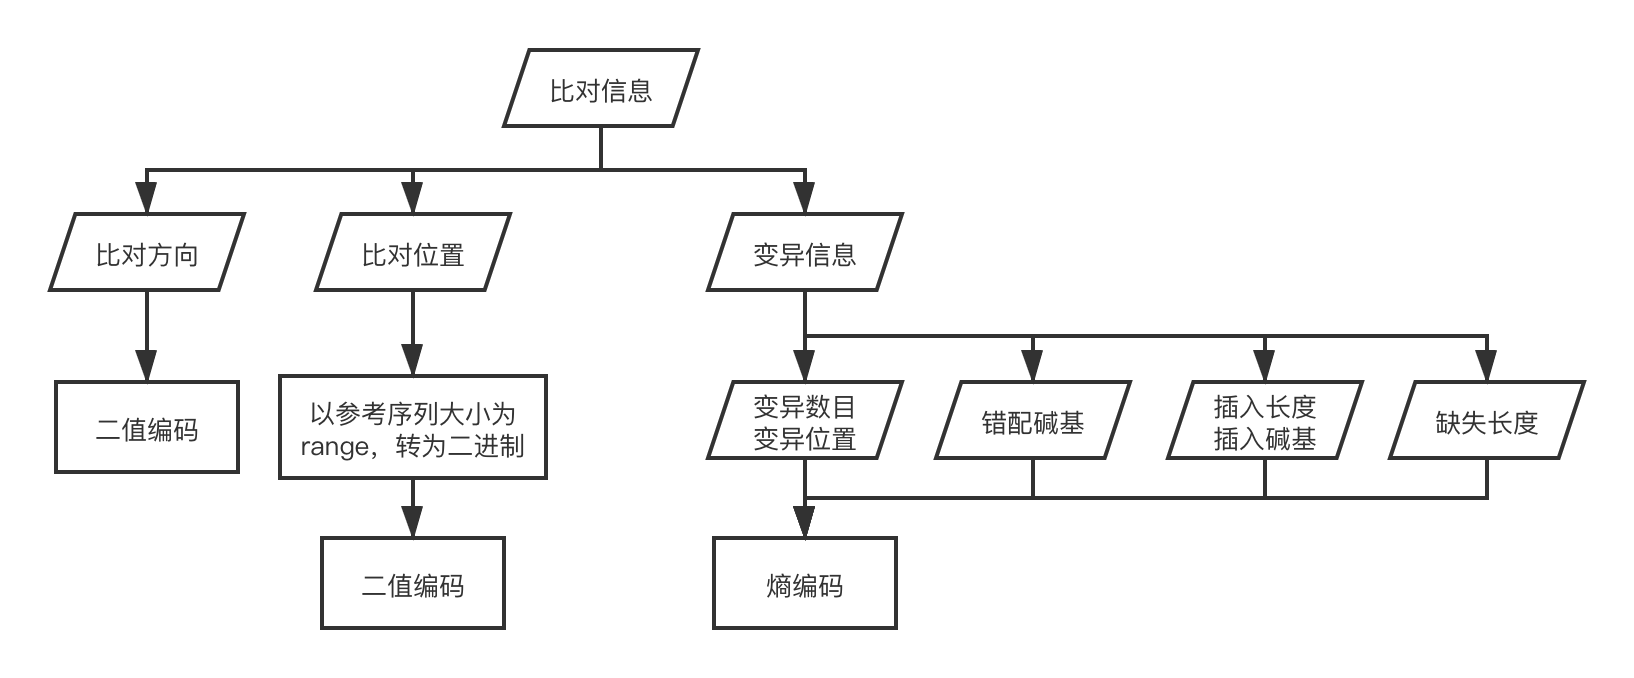 比对信息
比对方向
比对位置
变异信息
二值编码
以参考序列大小为
range，转为二进制
变异数目
变异位置
错配碱基
插入长度
插入碱基
缺失长度
二值编码
熵编码